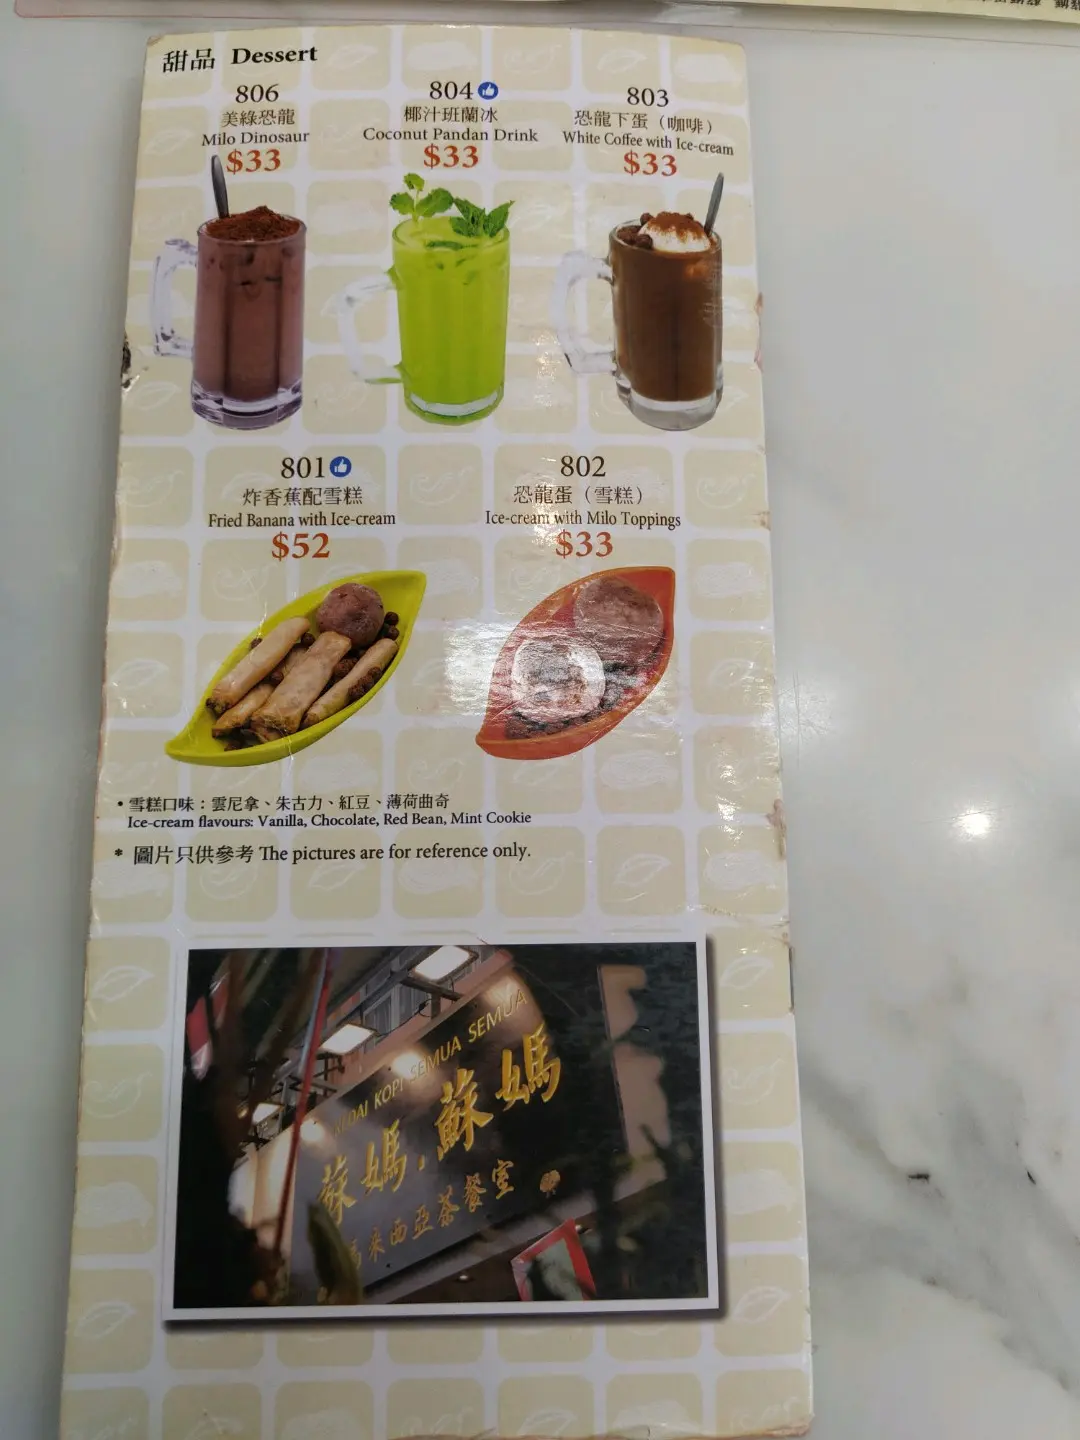 甜品 Dessert
806
美綠恐龍
Milo Dinosaur
$33
804
椰汁班蘭冰
Coconut Pandan Drink
$33
803
恐龍下蛋（咖啡）
White Coffee with Ice-cream
$33
801
炸香蕉配雪糕
Fried Banana with Ice-cream
$52
802
恐龍蛋（雪糕）
Ice-cream with Milo Toppings
$33
• 雪糕口味：雲尼拿、朱古力、紅豆、薄荷曲奇
Ice-cream flavours: Vanilla, Chocolate, Red Bean, Mint Cookie
* 圖片只供參考 The pictures are for reference only.
KEDAI KOPI SEMUA SEMUA
蘇媽．蘇媽
馬來西亞茶餐室